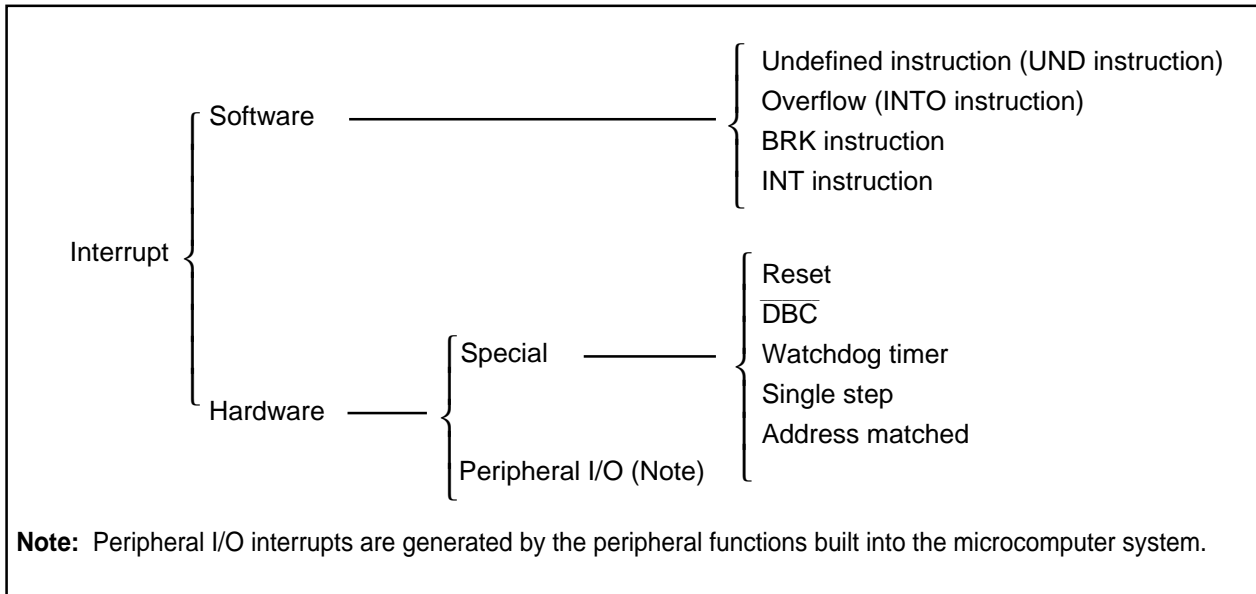 Interrupt
Software
Undefined instruction (UND instruction)
Overflow (INTO instruction)
BRK instruction
INT instruction
Hardware
Special
Reset
D̅B̅C̅
Watchdog timer
Single step
Address matched
Peripheral I/O (Note)
Note: Peripheral I/O interrupts are generated by the peripheral functions built into the microcomputer system.